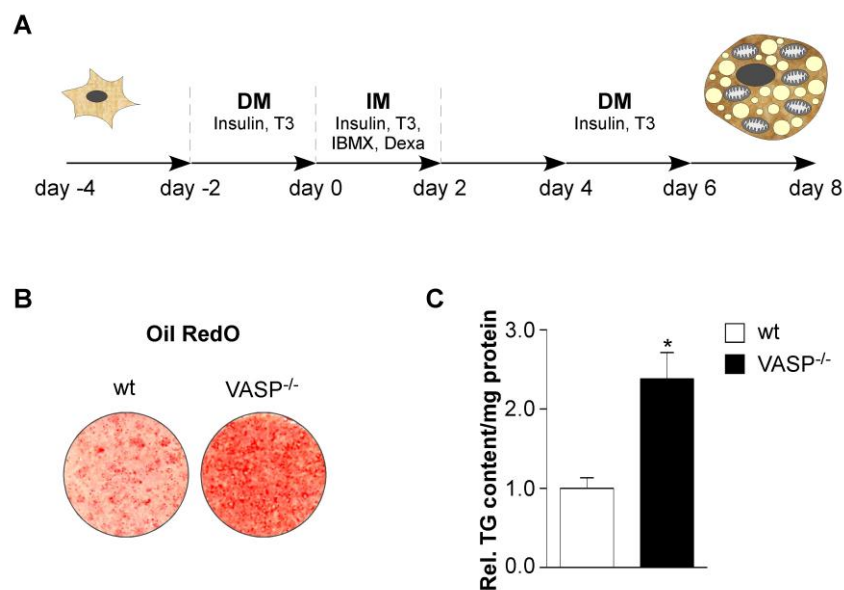 A
DM
Insulin, T3
IM
Insulin, T3,
IBMX, Dexa
DM
Insulin, T3
day -4
day -2
day 0
day 2
day 4
day 6
day 8
B
Oil RedO
wt
VASP-/-
C
Rel. TG content/mg protein
3.0
2.0
1.0
0.0
*
wt
VASP-/-